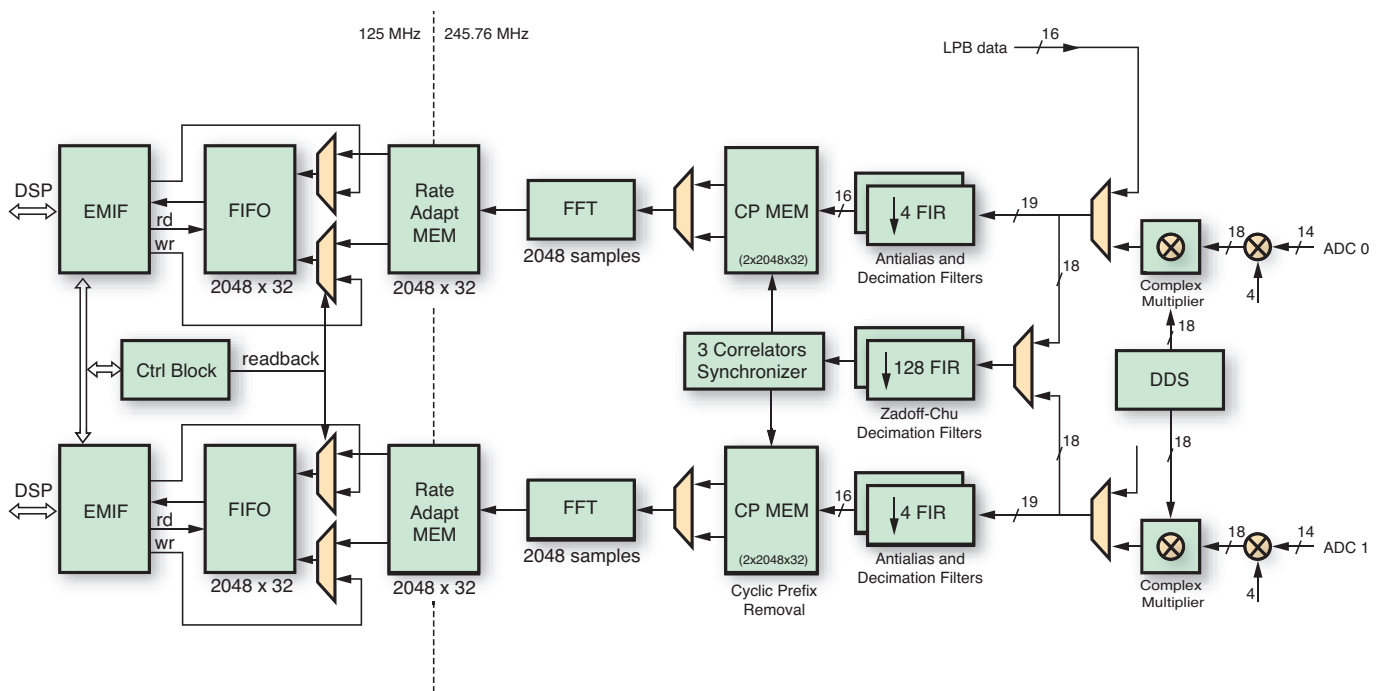 125 MHz
245.76 MHz
LPB data
16
DSP
EMIF
rd
wr
FIFO
2048 x 32
Rate
Adapt
MEM
2048 x 32
FFT
2048 samples
CP MEM
(2x2048x32)
16
4 FIR
Antialias and
Decimation Filters
19
18
Complex
Multiplier
18
4
14
ADC 0
Ctrl Block
readback
3 Correlators
Synchronizer
128 FIR
Zadoff-Chu
Decimation Filters
18
DDS
18
18
DSP
EMIF
rd
wr
FIFO
2048 x 32
Rate
Adapt
MEM
2048 x 32
FFT
2048 samples
CP MEM
(2x2048x32)
Cyclic Prefix
Removal
16
4 FIR
Antialias and
Decimation Filters
19
Complex
Multiplier
18
4
14
ADC 1